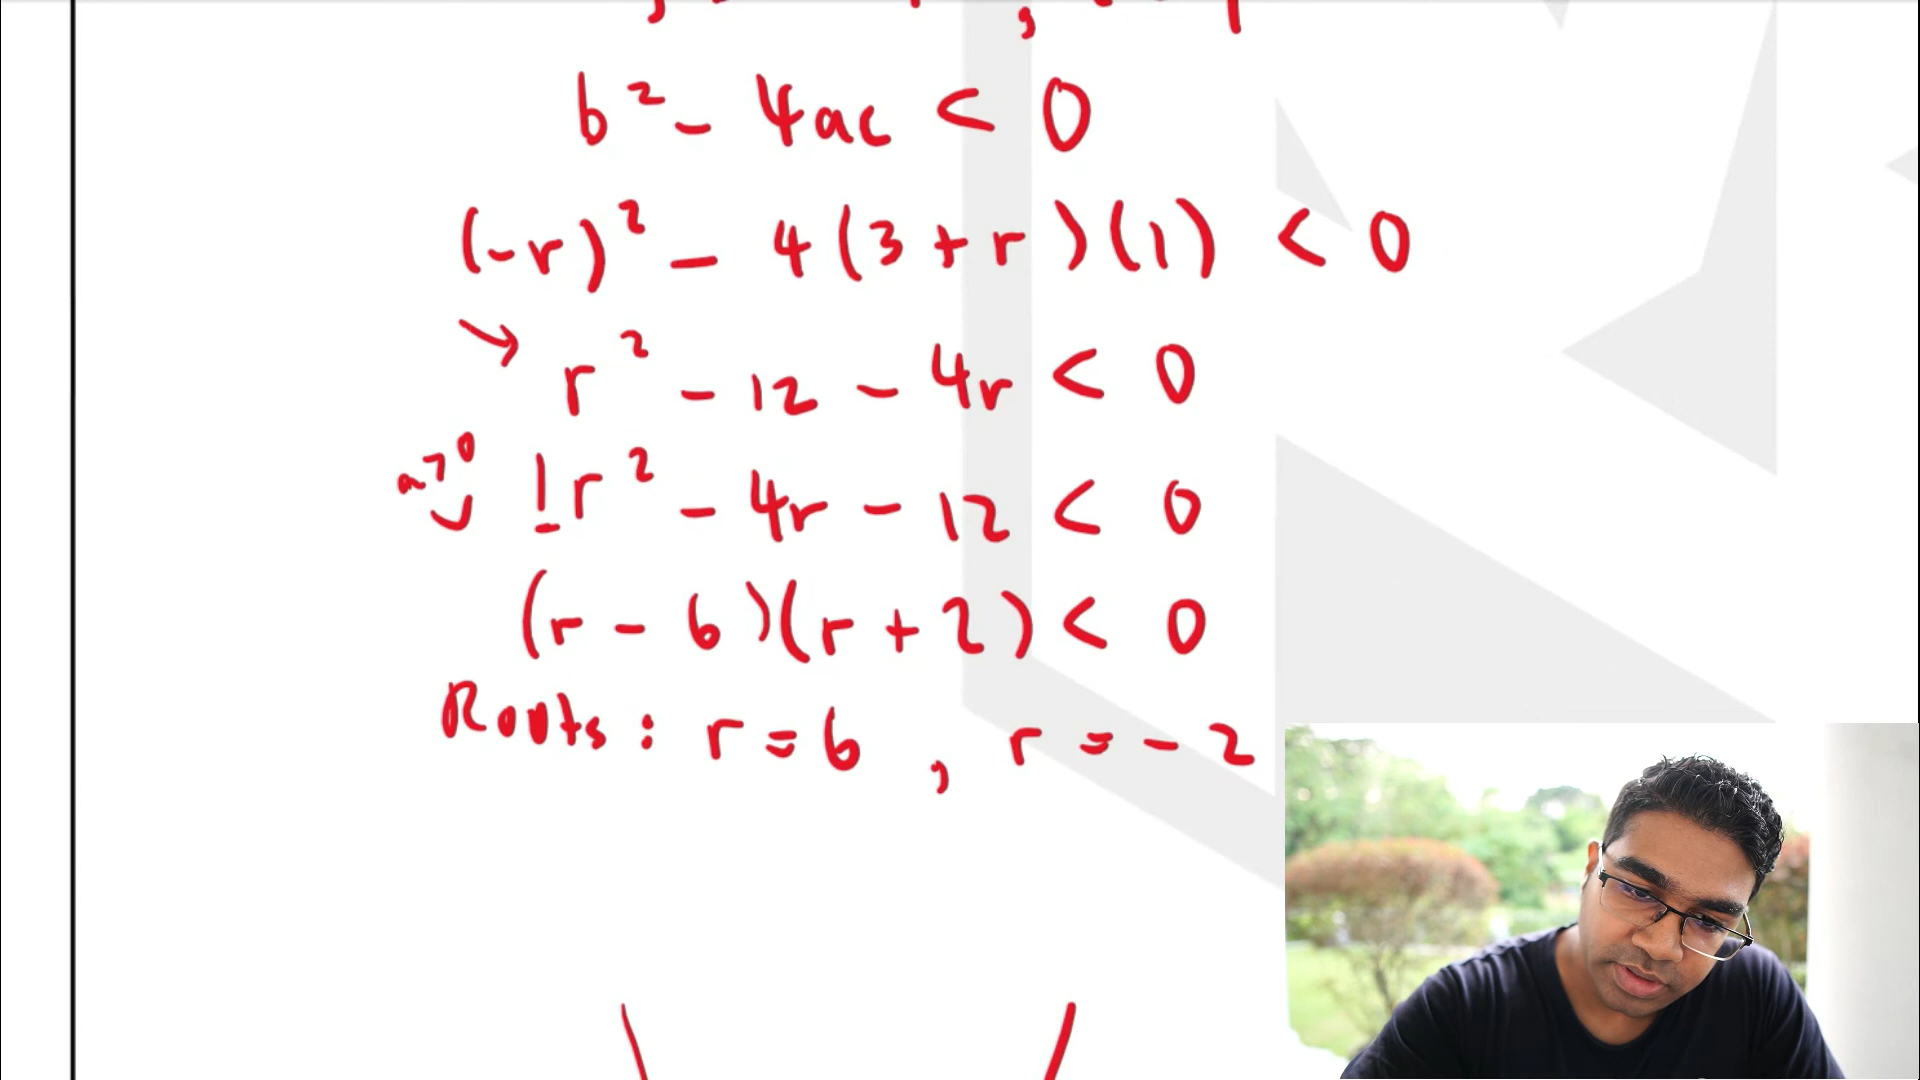 b² - 4ac < 0
(-r)² - 4(3 + r)(1) < 0
→ r² - 12 - 4r < 0
a>0 1r² - 4r - 12 < 0
(r - 6)(r + 2) < 0
Roots: r = 6 , r = -2